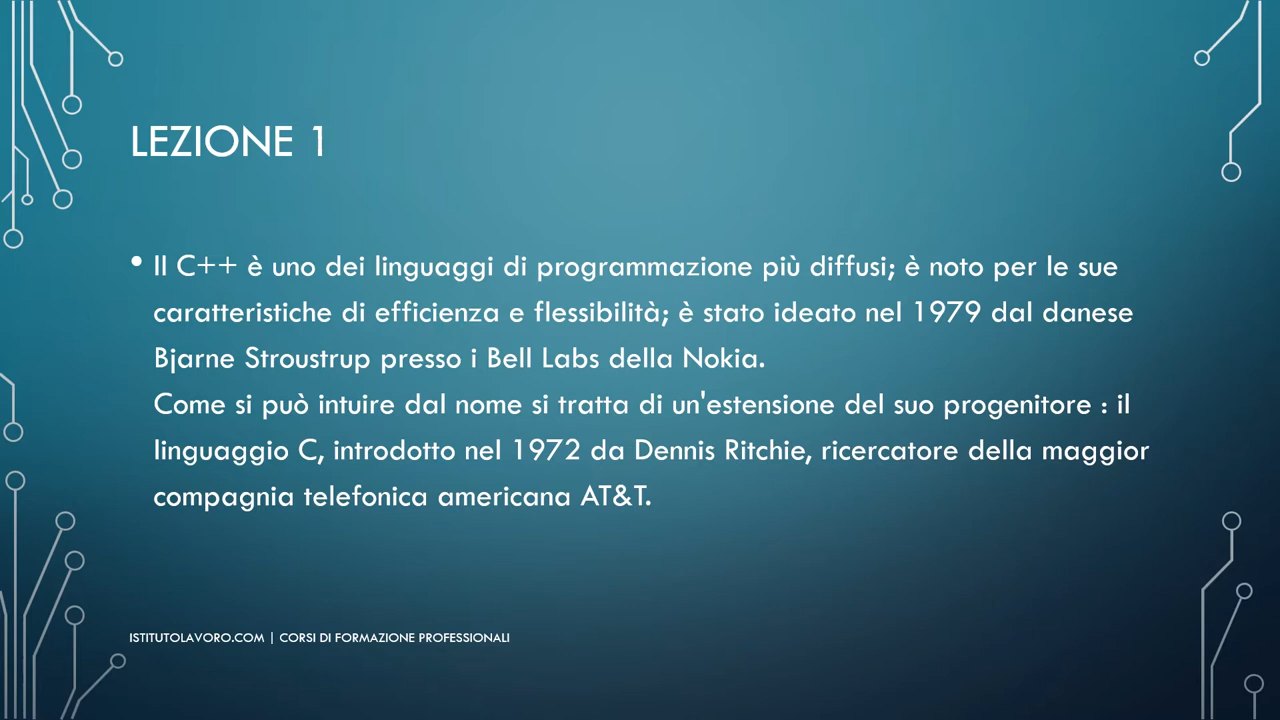 LEZIONE 1
• Il C++ è uno dei linguaggi di programmazione più diffusi; è noto per le sue
caratteristiche di efficienza e flessibilità; è stato ideato nel 1979 dal danese
Bjarne Stroustrup presso i Bell Labs della Nokia.
Come si può intuire dal nome si tratta di un'estensione del suo progenitore : il
linguaggio C, introdotto nel 1972 da Dennis Ritchie, ricercatore della maggior
compagnia telefonica americana AT&T.
ISTITUTOLAVORO.COM | CORSI DI FORMAZIONE PROFESSIONALI